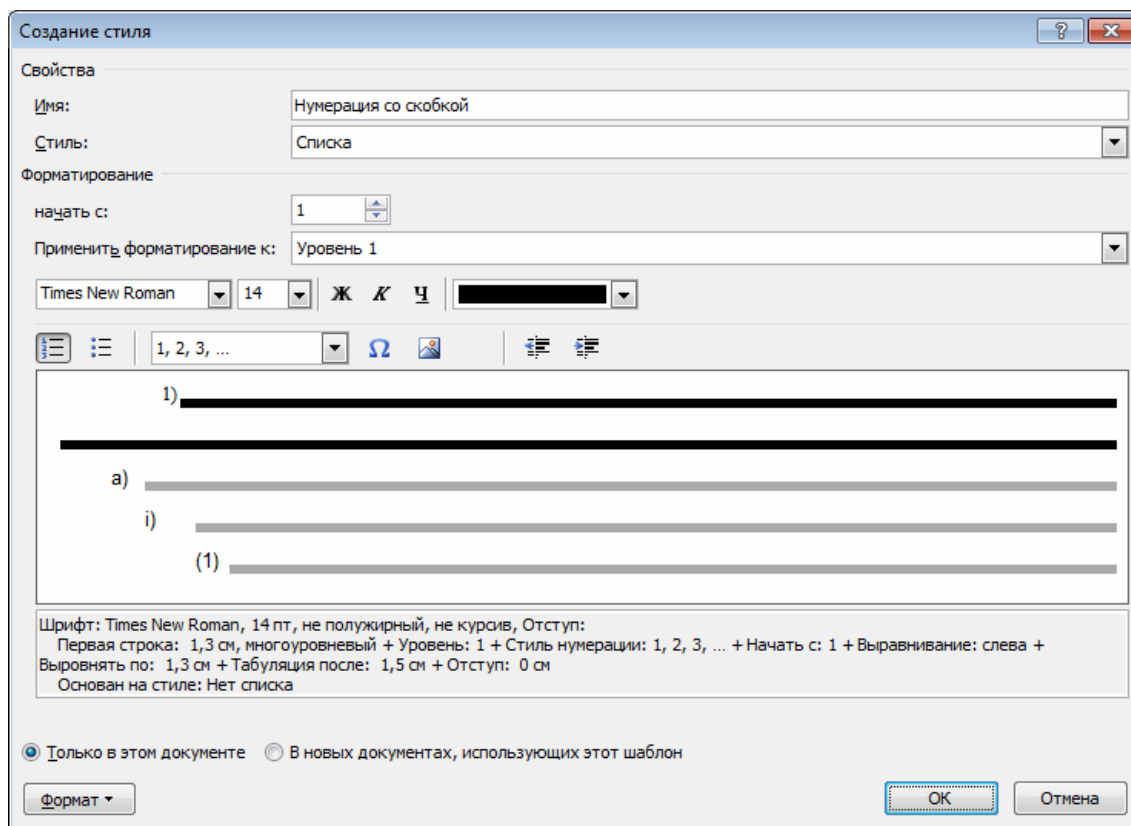 Создание стиля
Свойства
Имя: Нумерация со скобкой
Стиль: Списка
Форматирование
начать с: 1
Применить форматирование к: Уровень 1
Times New Roman 14 Ж К Ч
1, 2, 3, ... Ω
1)
a)
i)
(1)
Шрифт: Times New Roman, 14 пт, не полужирный, не курсив, Отступ:
Первая строка: 1,3 см, многоуровневый + Уровень: 1 + Стиль нумерации: 1, 2, 3, ... + Начать с: 1 + Выравнивание: слева +
Выровнять по: 1,3 см + Табуляция после: 1,5 см + Отступ: 0 см
Основан на стиле: Нет списка
Только в этом документе В новых документах, использующих этот шаблон
Формат ОК Отмена